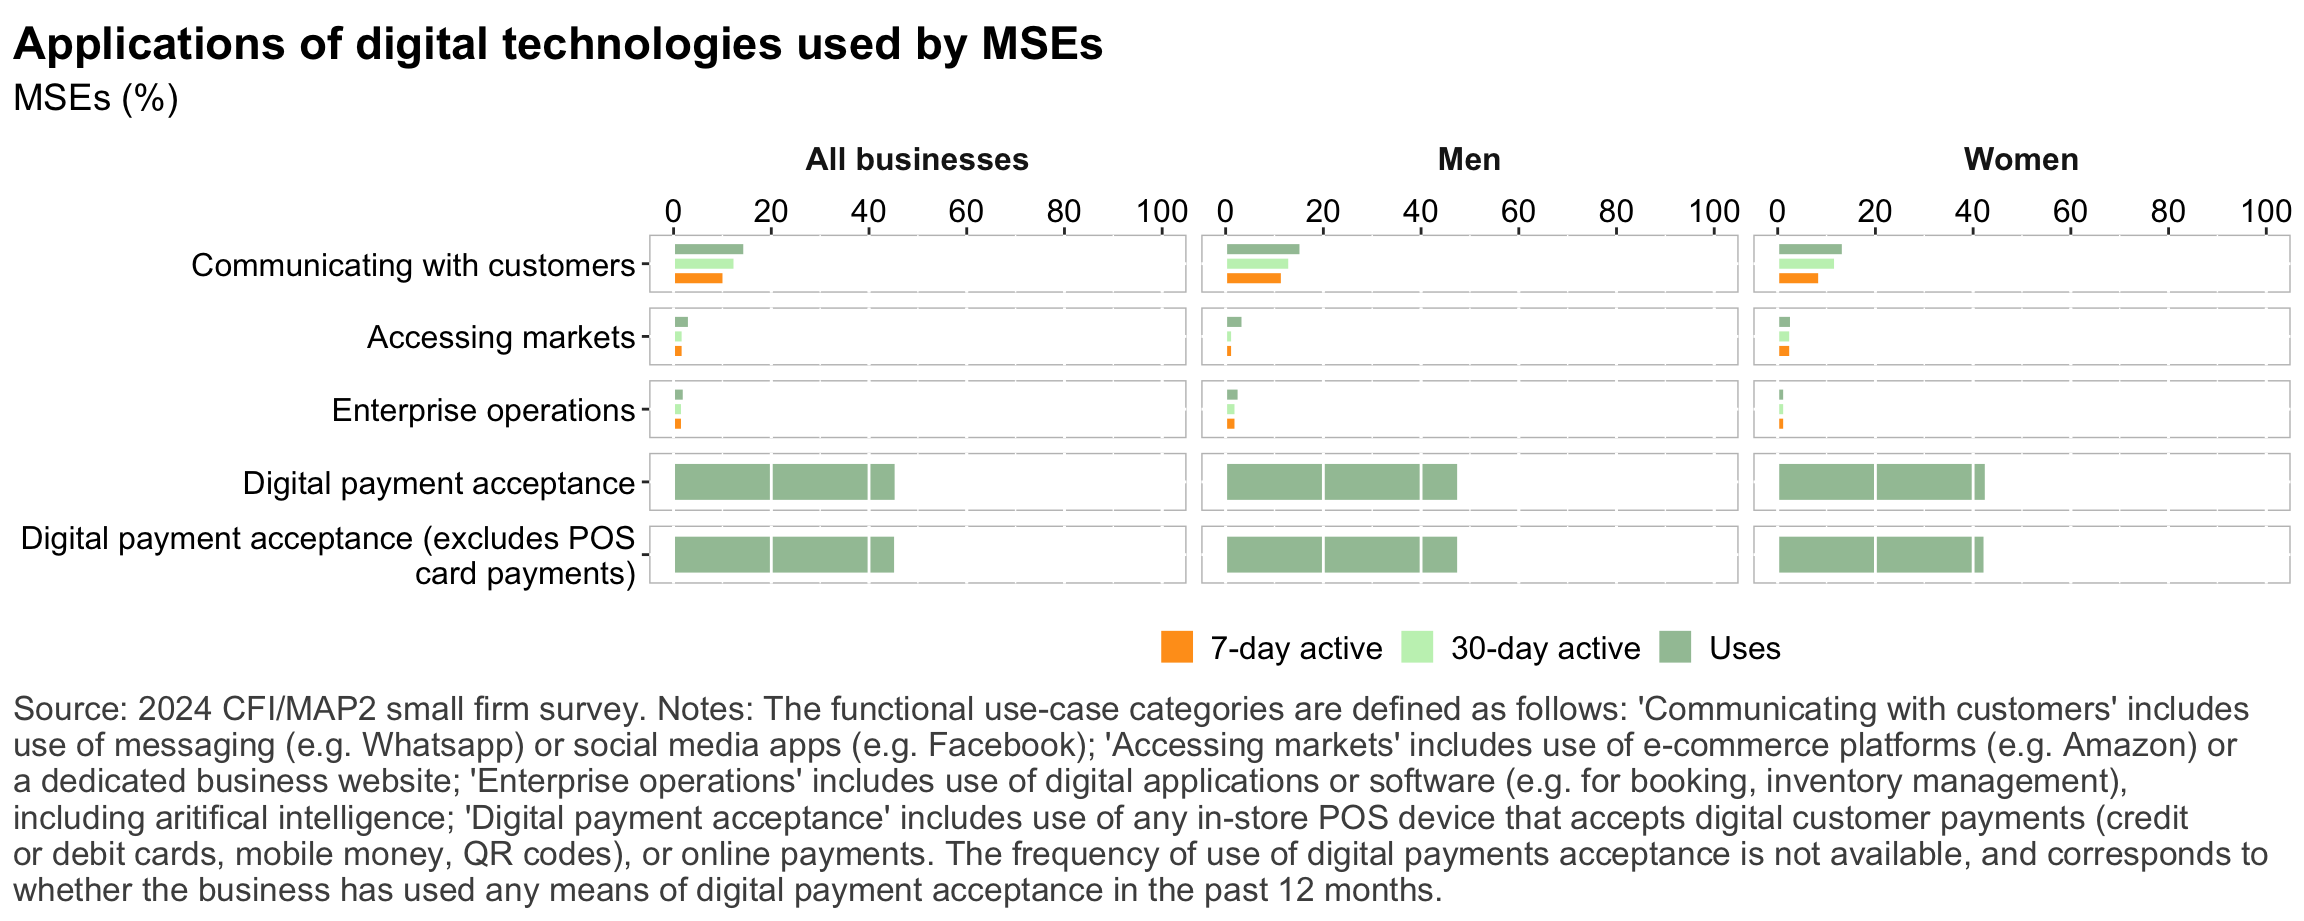 Applications of digital technologies used by MSEs
MSEs (%)
All businesses
Men
Women
0 20 40 60 80 100
0 20 40 60 80 100
0 20 40 60 80 100
Communicating with customers
Accessing markets
Enterprise operations
Digital payment acceptance
Digital payment acceptance (excludes POS
card payments)
7-day active
30-day active
Uses
Source: 2024 CFI/MAP2 small firm survey. Notes: The functional use-case categories are defined as follows: 'Communicating with customers' includes
use of messaging (e.g. Whatsapp) or social media apps (e.g. Facebook); 'Accessing markets' includes use of e-commerce platforms (e.g. Amazon) or
a dedicated business website; 'Enterprise operations' includes use of digital applications or software (e.g. for booking, inventory management),
including aritifical intelligence; 'Digital payment acceptance' includes use of any in-store POS device that accepts digital customer payments (credit
or debit cards, mobile money, QR codes), or online payments. The frequency of use of digital payments acceptance is not available, and corresponds to
whether the business has used any means of digital payment acceptance in the past 12 months.